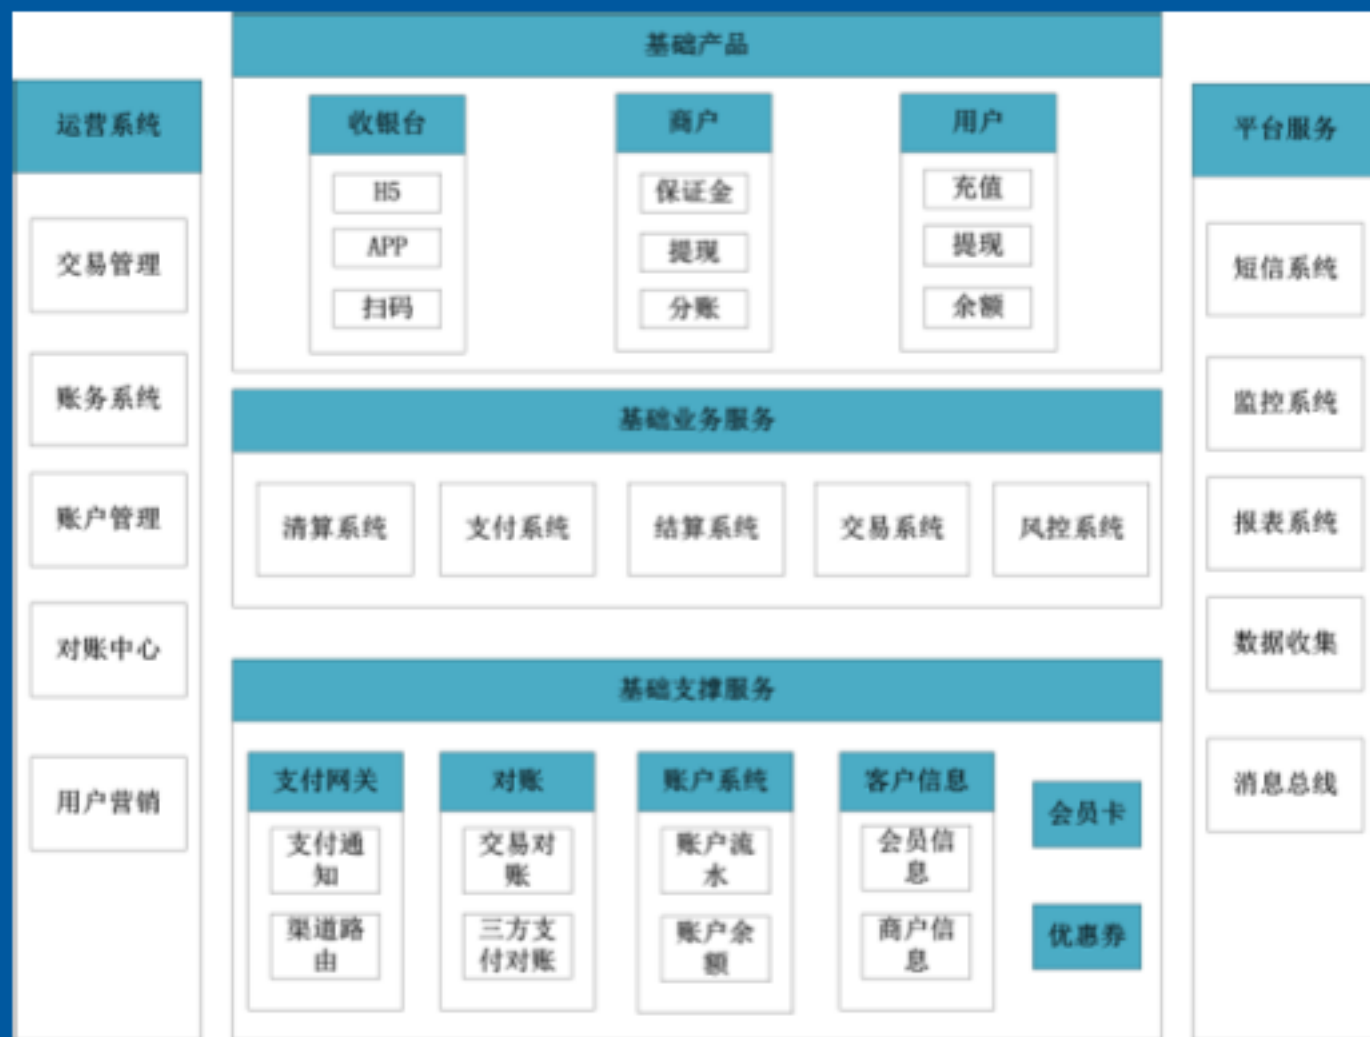 基础产品
运营系统
交易管理
账务系统
账户管理
对账中心
用户营销
收银台
H5
APP
扫码
商户
保证金
提现
分账
用户
充值
提现
余额
基础业务服务
清算系统
支付系统
结算系统
交易系统
风控系统
基础支撑服务
支付网关
支付通
知
渠道路
由
对账
交易对
账
三方支
付对账
账户系统
账户流
水
账户余
额
客户信息
会员信
息
商户信
息
会员卡
优惠券
平台服务
短信系统
监控系统
报表系统
数据收集
消息总线